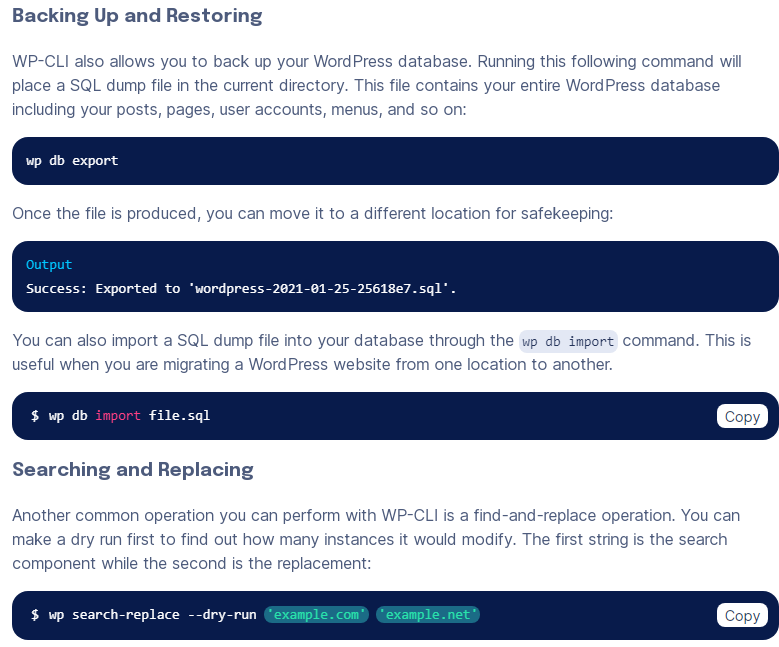 Backing Up and Restoring
WP-CLI also allows you to back up your WordPress database. Running this following command will
place a SQL dump file in the current directory. This file contains your entire WordPress database
including your posts, pages, user accounts, menus, and so on:
wp db export
Once the file is produced, you can move it to a different location for safekeeping:
Output
Success: Exported to 'wordpress-2021-01-25-25618e7.sql'.
You can also import a SQL dump file into your database through the wp db import command. This is
useful when you are migrating a WordPress website from one location to another.
$ wp db import file.sql Copy
Searching and Replacing
Another common operation you can perform with WP-CLI is a find-and-replace operation. You can
make a dry run first to find out how many instances it would modify. The first string is the search
component while the second is the replacement:
$ wp search-replace --dry-run 'example.com' 'example.net' Copy